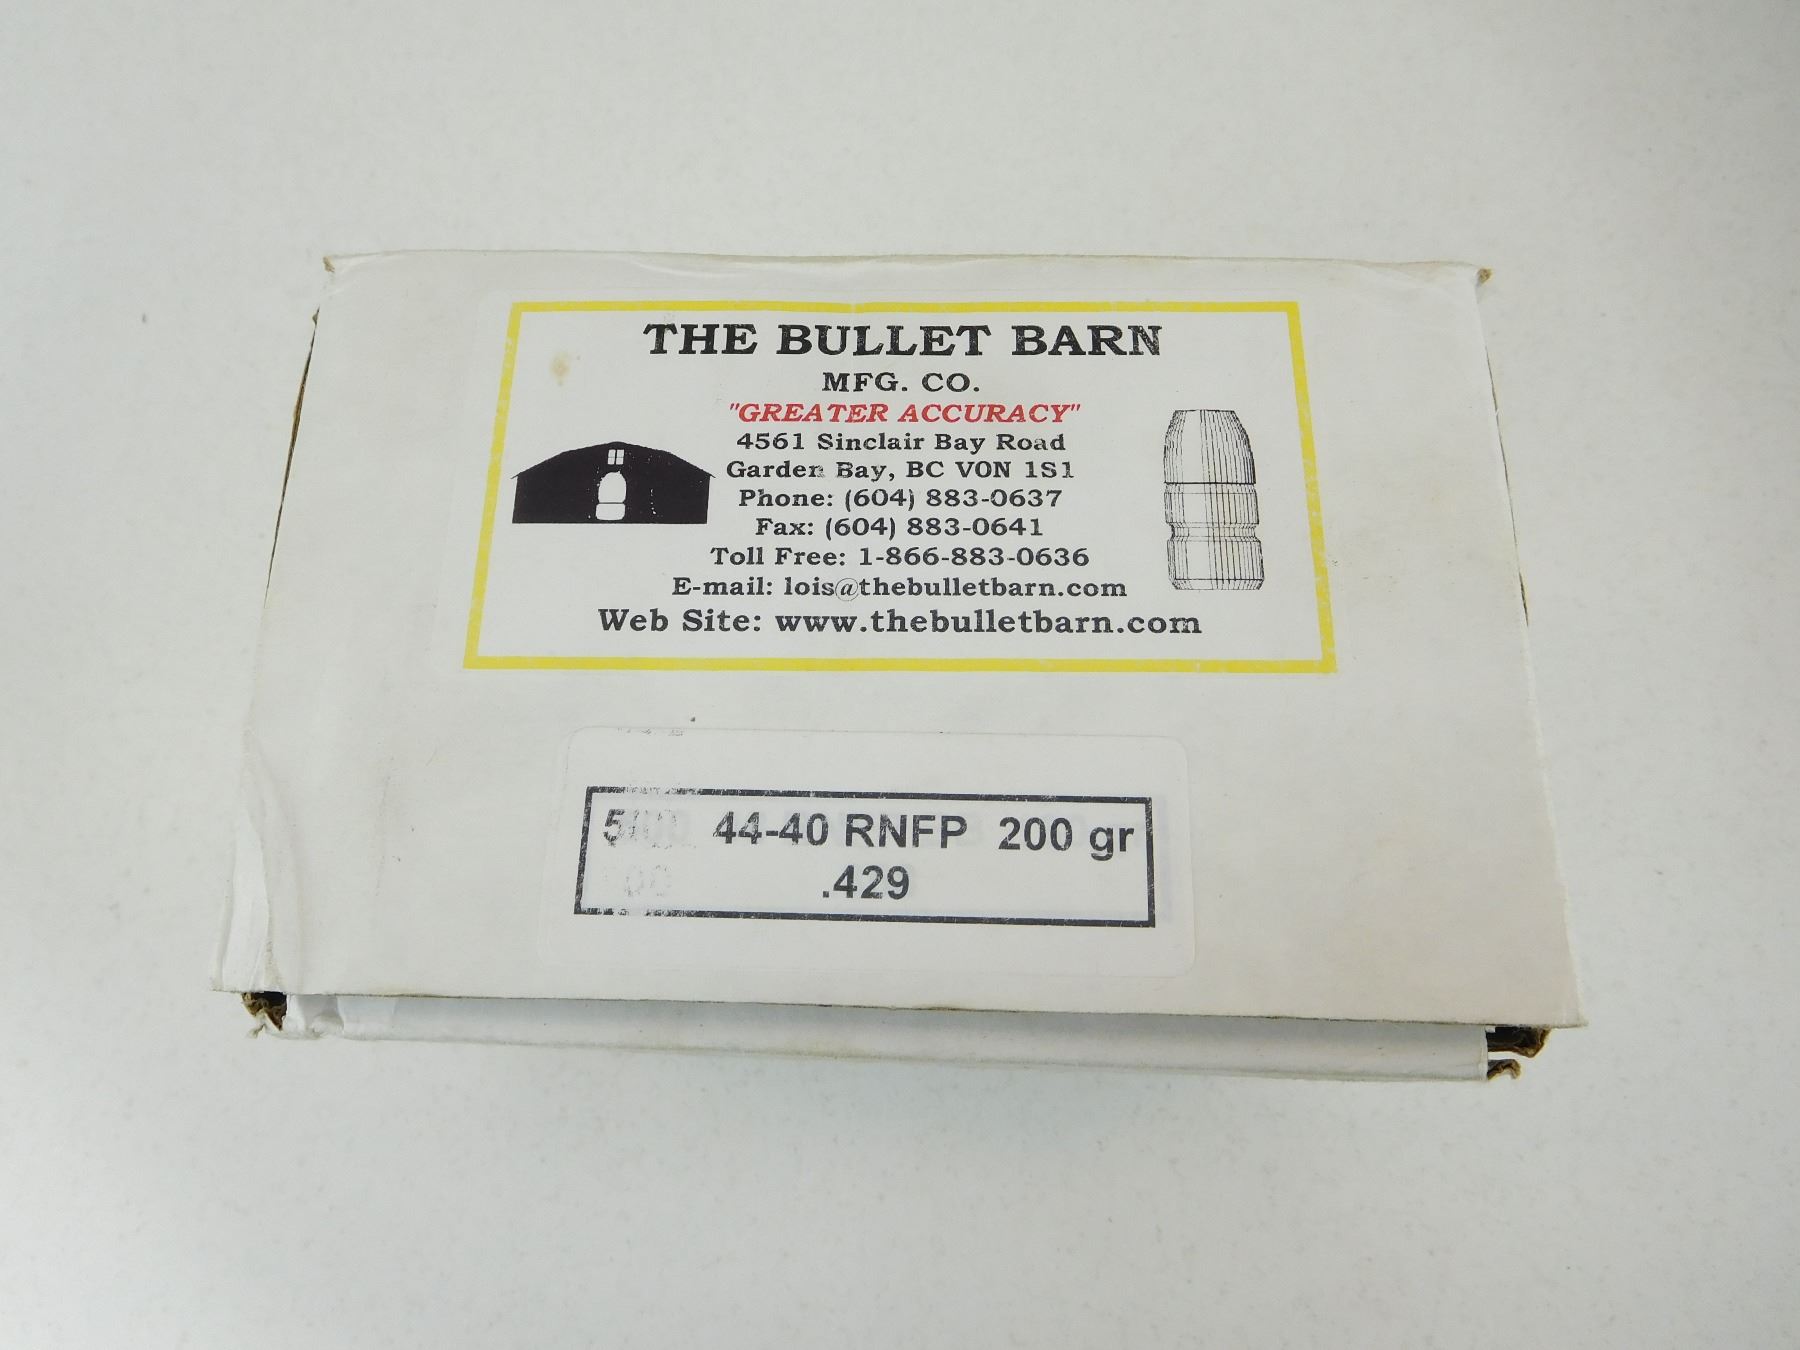 THE BULLET BARN
MFG. CO.
"GREATER ACCURACY"
4561 Sinclair Bay Road
Garden Bay, BC VON 1S1
Phone: (604) 883-0637
Fax: (604) 883-0641
Toll Free: 1-866-883-0636
E-mail: lois@thebulletbarn.com
Web Site: www.thebulletbarn.com
44-40 RNFP 200 gr
.429